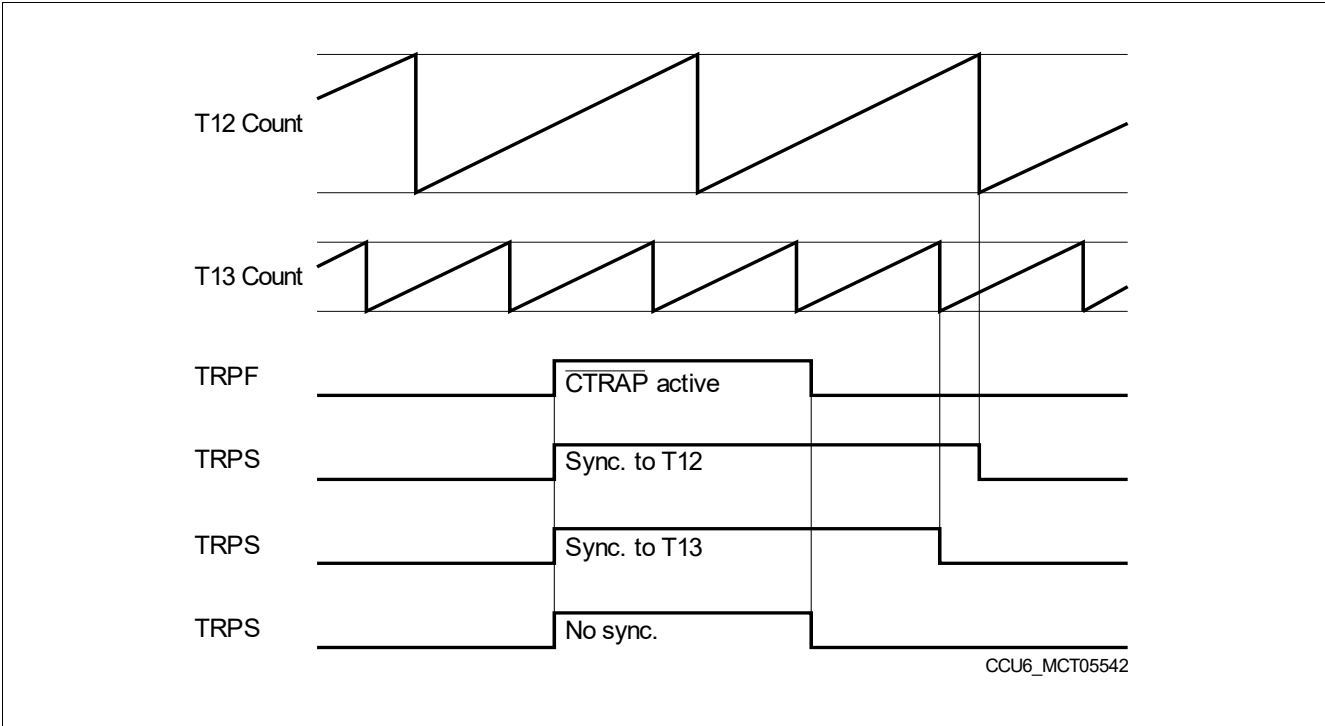 T12 Count
T13 Count
TRPF
CTRAP active
TRPS
Sync. to T12
TRPS
Sync. to T13
TRPS
No sync.
CCU6_MCT05542